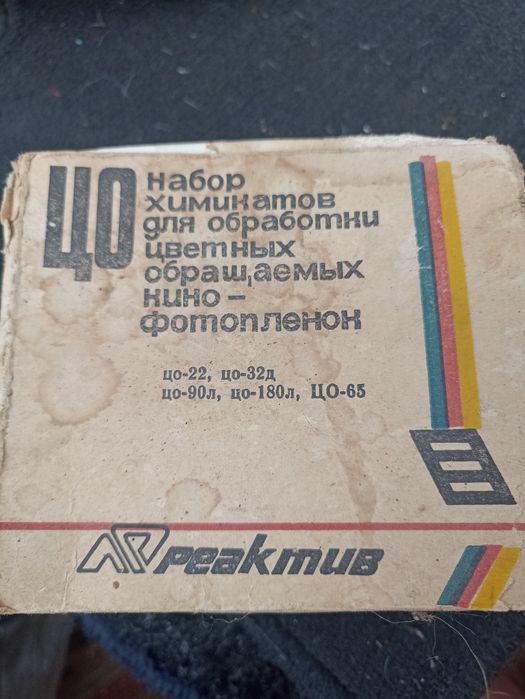 ЦО
Набор
химикатов
для обработки
цветных
обращаемых
кино-
фотопленок
цо-22, цо-32д
цо-90л, цо-180л, ЦО-65
Реактив